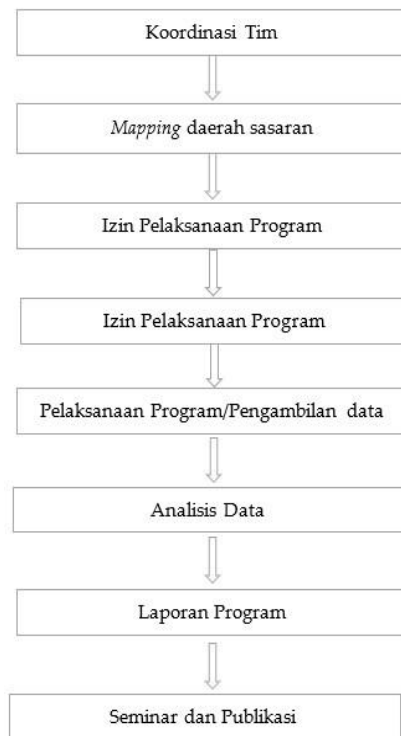 Koordinasi Tim
Mapping daerah sasaran
Izin Pelaksanaan Program
Izin Pelaksanaan Program
Pelaksanaan Program/Pengambilan data
Analisis Data
Laporan Program
Seminar dan Publikasi